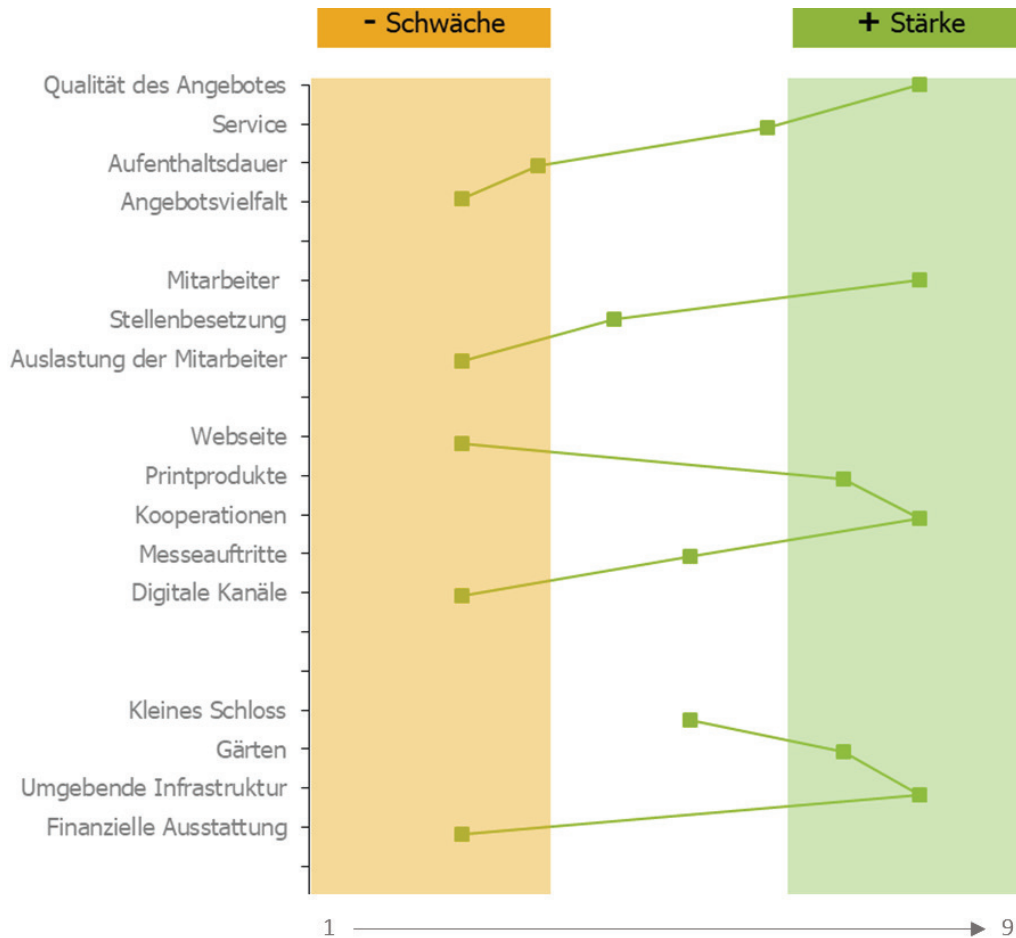 - Schwäche
+ Stärke
Qualität des Angebotes
Service
Aufenthaltsdauer
Angebotsvielfalt
Mitarbeiter
Stellenbesetzung
Auslastung der Mitarbeiter
Webseite
Printprodukte
Kooperationen
Messeauftritte
Digitale Kanäle
Kleines Schloss
Gärten
Umgebende Infrastruktur
Finanzielle Ausstattung
1
9